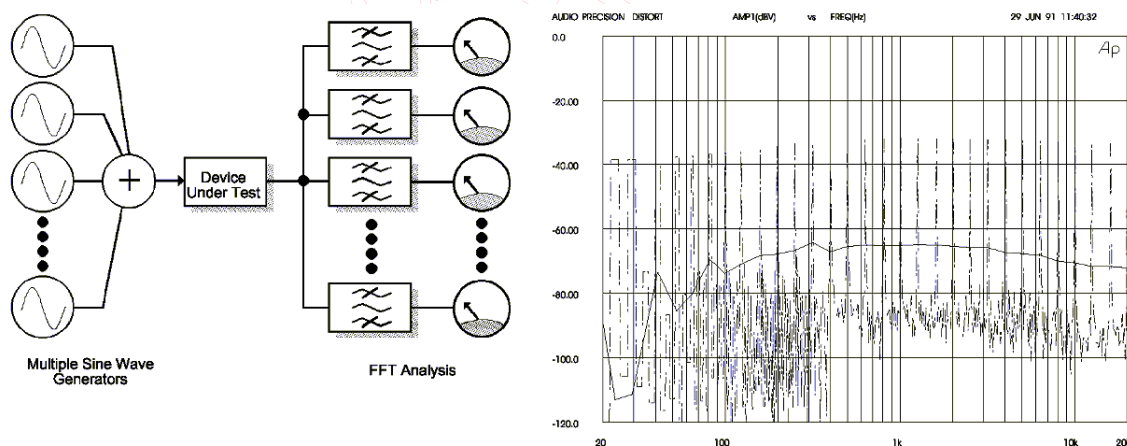 Device
Under Test
Multiple Sine Wave
Generators
FFT Analysis
AUDIO PRECISION DISTORT AMP1(dBV) vs FREQ(Hz) 29 JUN 91 11:40:32
Ap
0.0
-20.00
-40.00
-60.00
-80.00
-100.0
-120.0
20 100 1k 10k 20k